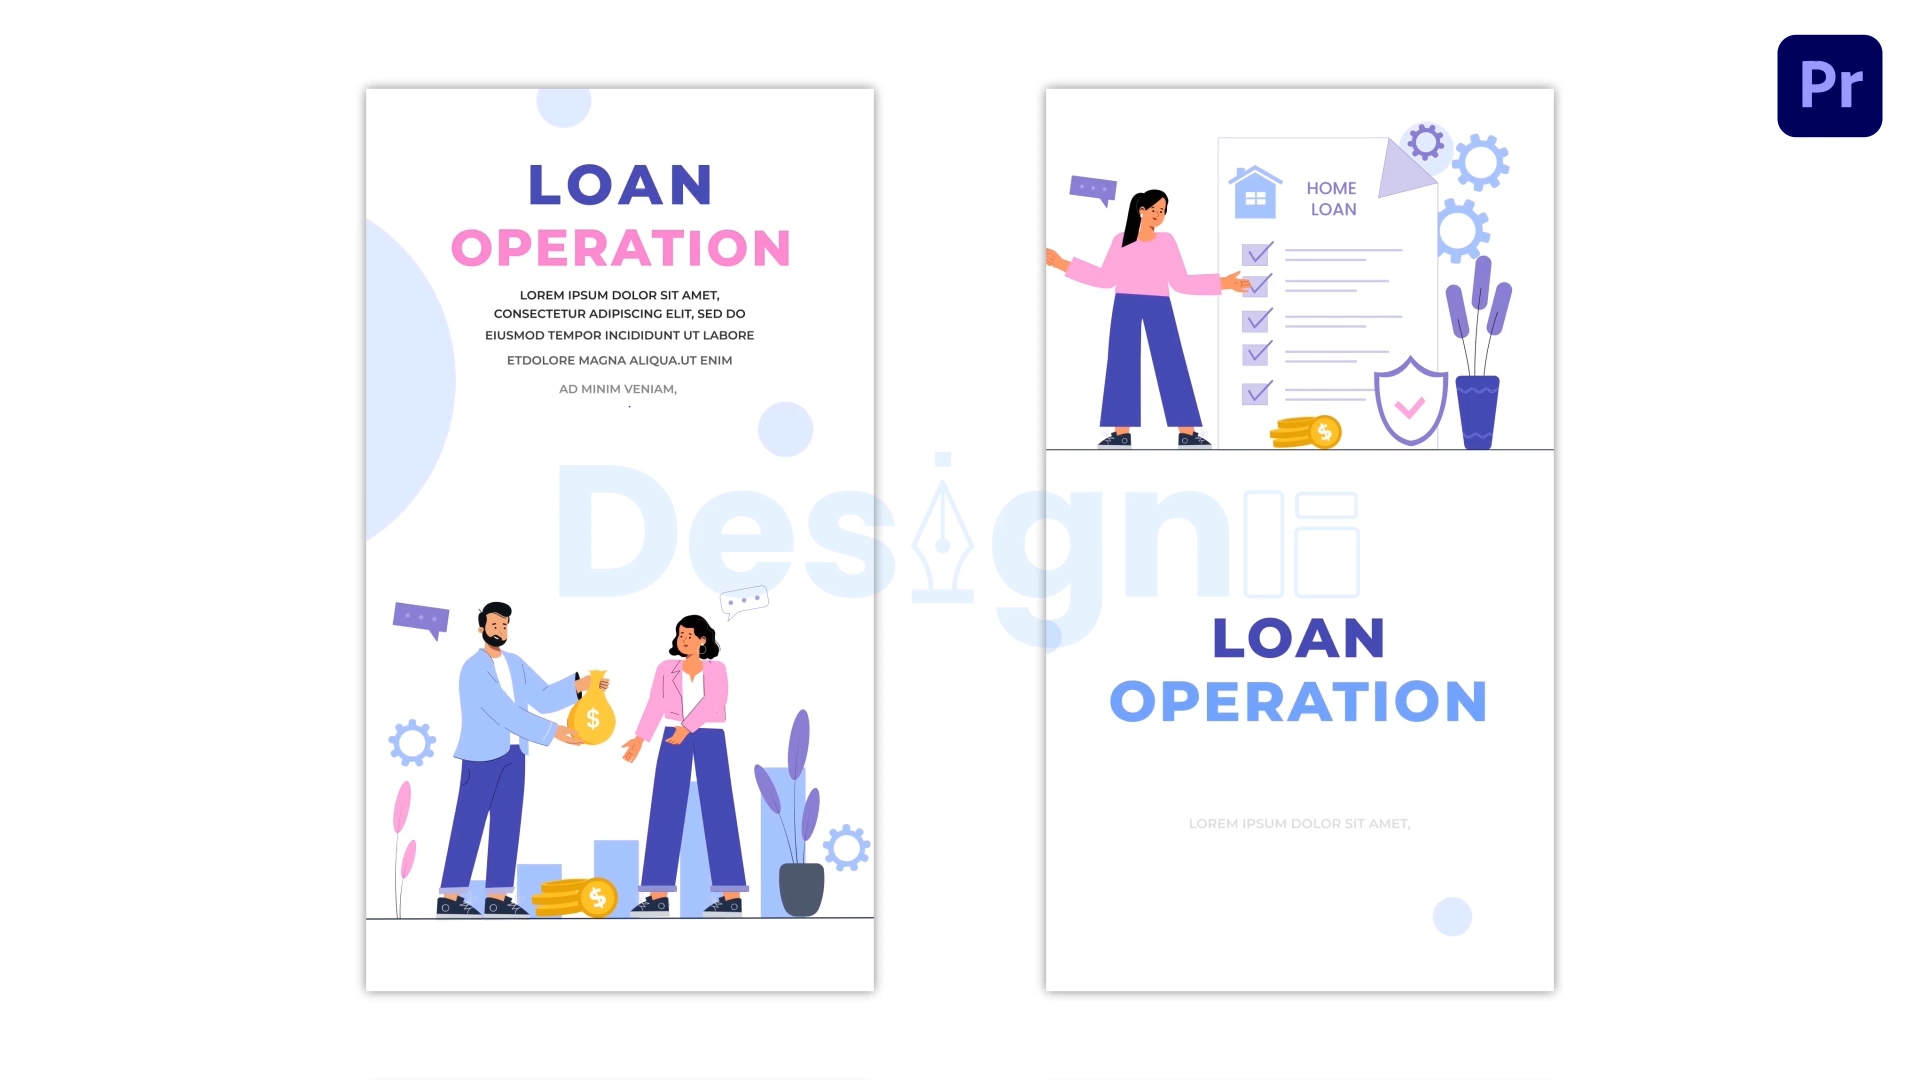 Pr
LOAN
OPERATION
LOREM IPSUM DOLOR SIT AMET,
CONSECTETUR ADIPISCING ELIT, SED DO
EIUSMOD TEMPOR INCIDIDUNT UT LABORE
ETDOLORE MAGNA ALIQUA.UT ENIM
AD MINIM VENIAM,
.
$
$
HOME
LOAN
$
Design
LOAN
OPERATION
LOREM IPSUM DOLOR SIT AMET,